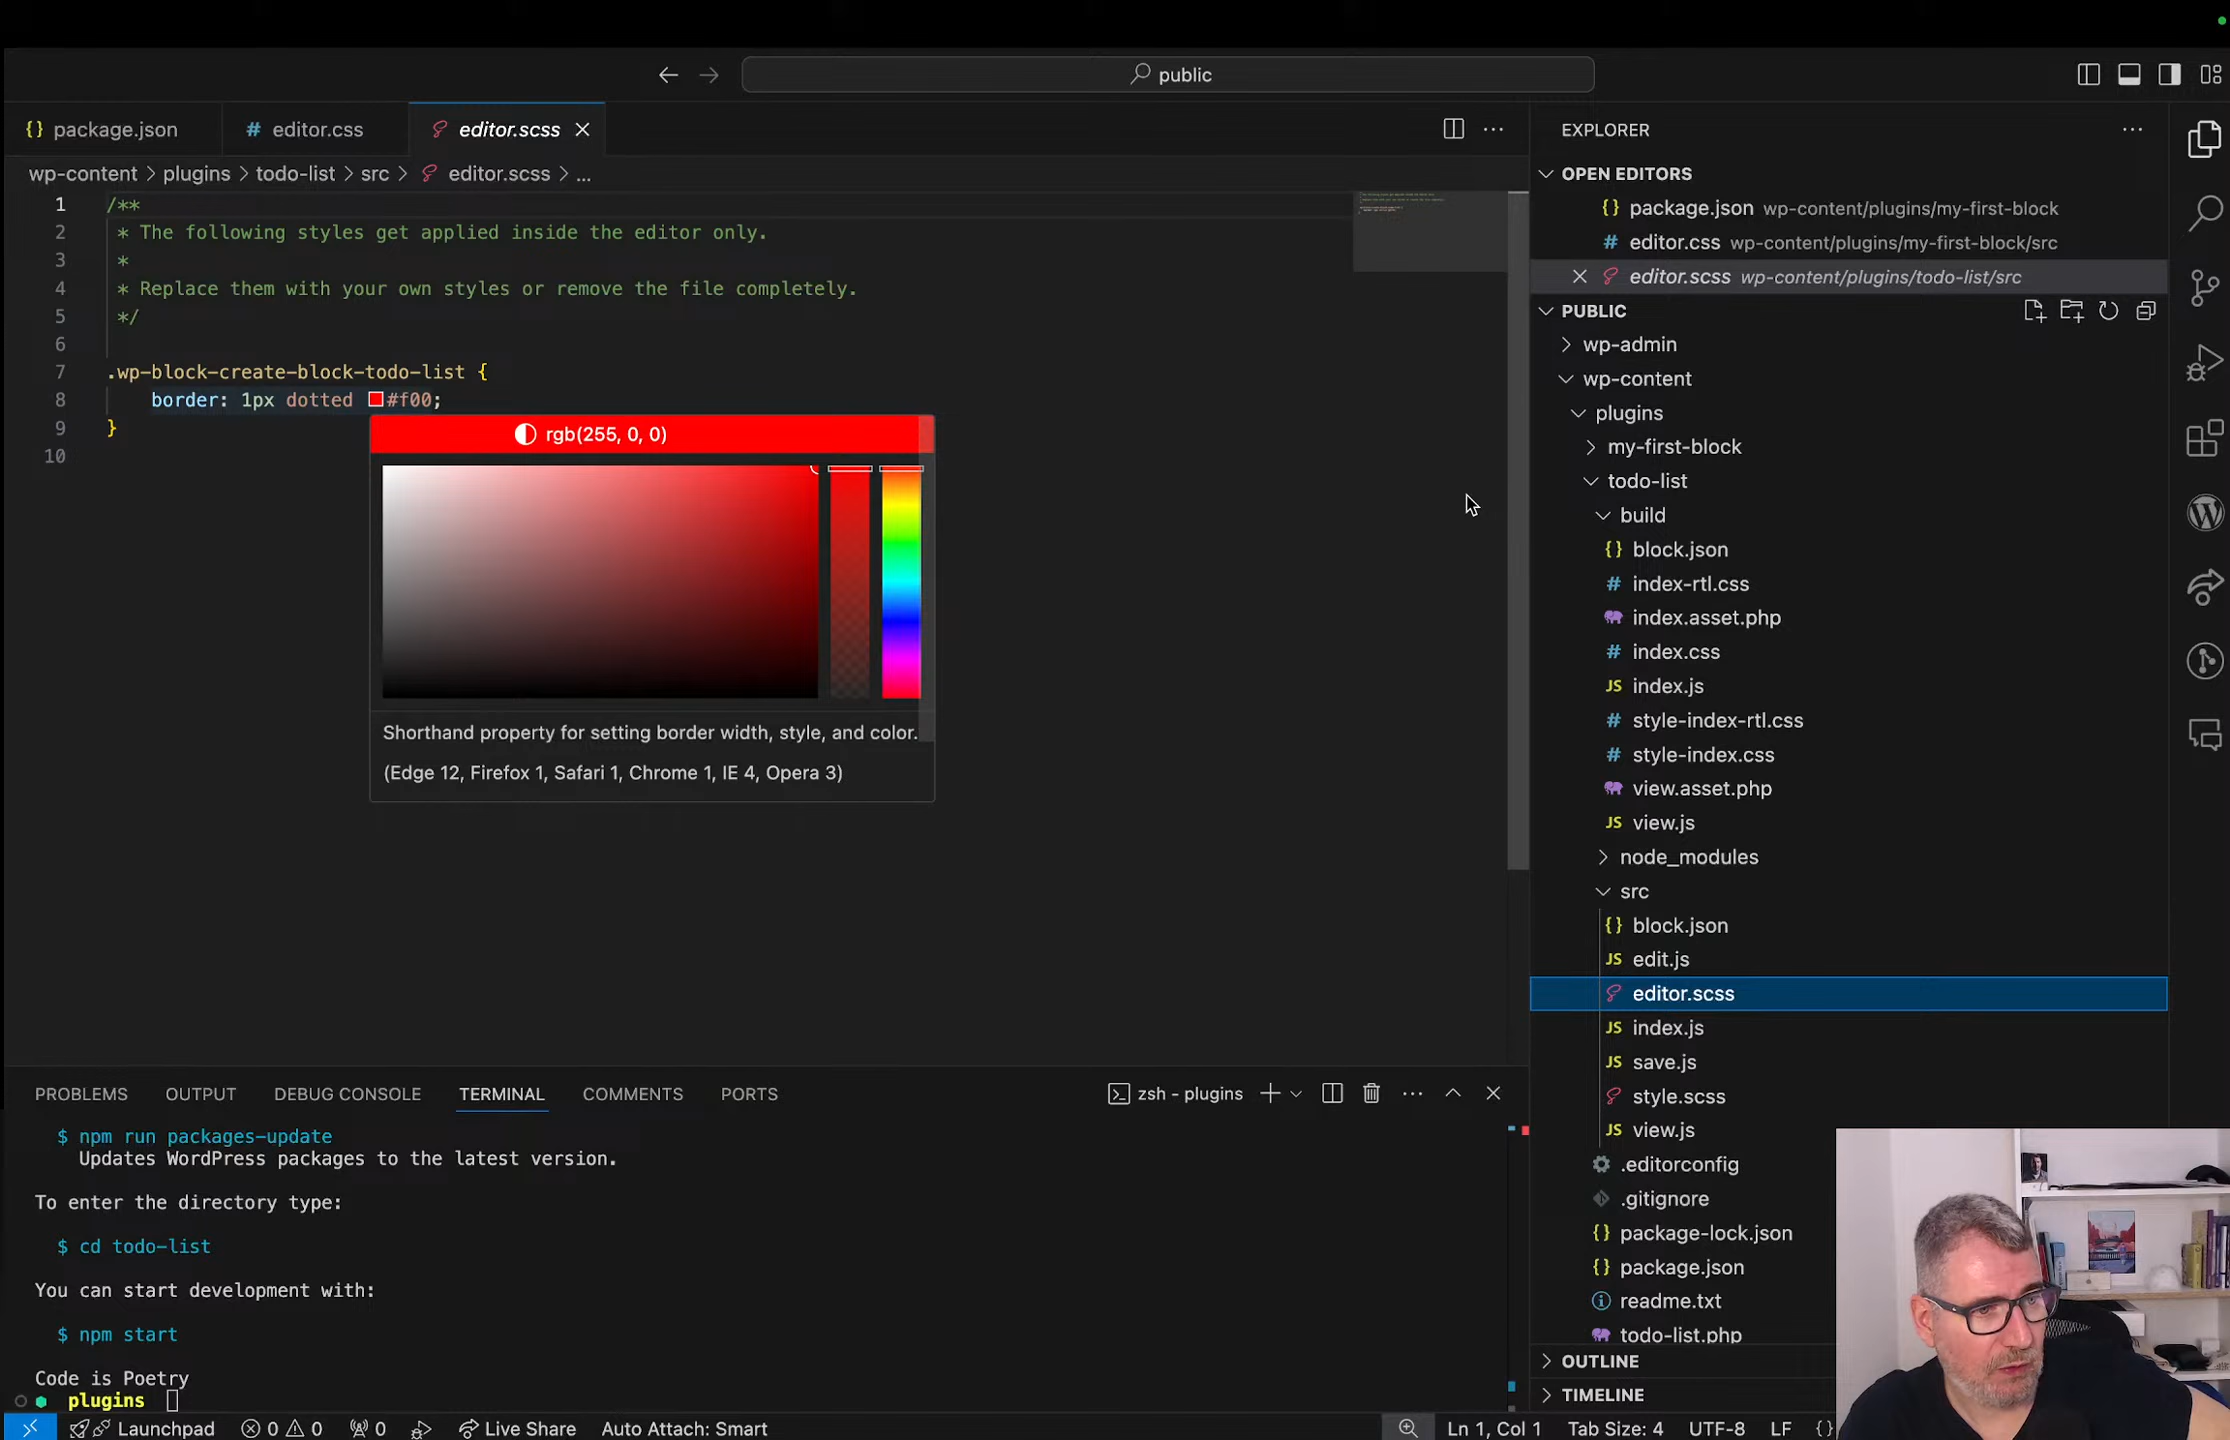 public
package.json
editor.css
editor.scss
wp-content > plugins > todo-list > src > editor.scss > ...
1 /**
2 * The following styles get applied inside the editor only.
3 *
4 * Replace them with your own styles or remove the file completely.
5 */
6
7 .wp-block-create-block-todo-list {
8 border: 1px dotted #f00;
9 }
10
rgb(255, 0, 0)
Shorthand property for setting border width, style, and color.
(Edge 12, Firefox 1, Safari 1, Chrome 1, IE 4, Opera 3)
PROBLEMS OUTPUT DEBUG CONSOLE TERMINAL COMMENTS PORTS
zsh - plugins
$ npm run packages-update
Updates WordPress packages to the latest version.
To enter the directory type:
$ cd todo-list
You can start development with:
$ npm start
Code is Poetry
plugins
EXPLORER
OPEN EDITORS
package.json wp-content/plugins/my-first-block
editor.css wp-content/plugins/my-first-block/src
editor.scss wp-content/plugins/todo-list/src
PUBLIC
wp-admin
wp-content
plugins
my-first-block
todo-list
build
{} block.json
# index-rtl.css
index.asset.php
# index.css
JS index.js
# style-index-rtl.css
# style-index.css
view.asset.php
JS view.js
node_modules
src
{} block.json
JS edit.js
editor.scss
JS index.js
JS save.js
style.scss
JS view.js
.editorconfig
.gitignore
{} package-lock.json
{} package.json
readme.txt
todo-list.php
OUTLINE
TIMELINE
Launchpad 0 0 0 Live Share Auto Attach: Smart Ln 1, Col 1 Tab Size: 4 UTF-8 LF {}